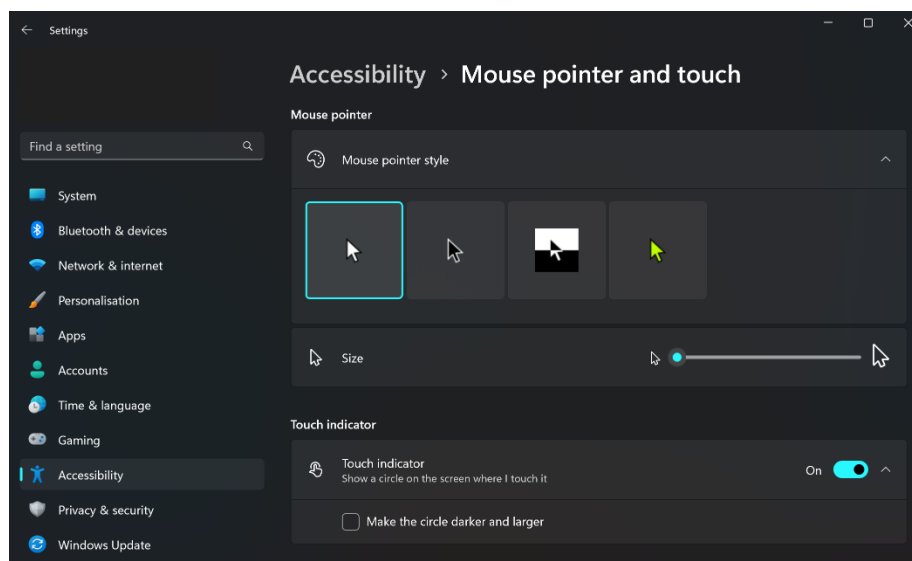 Settings
Accessibility > Mouse pointer and touch
Mouse pointer
Find a setting
Mouse pointer style
System
Bluetooth & devices
Network & internet
Personalisation
Apps
Size
Accounts
Time & language
Touch indicator
Gaming
Touch indicator
On
Show a circle on the screen where I touch it
Accessibility
Privacy & security
Make the circle darker and larger
Windows Update